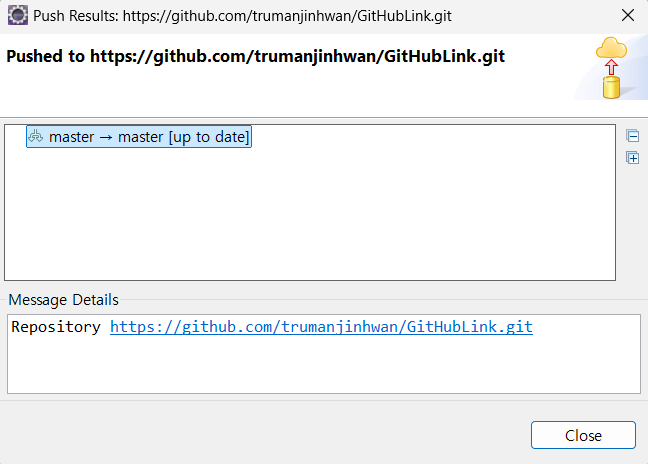 Push Results: https://github.com/trumanjinhwan/GitHubLink.git
Pushed to https://github.com/trumanjinhwan/GitHubLink.git
master → master [up to date]
Message Details
Repository https://github.com/trumanjinhwan/GitHubLink.git
Close